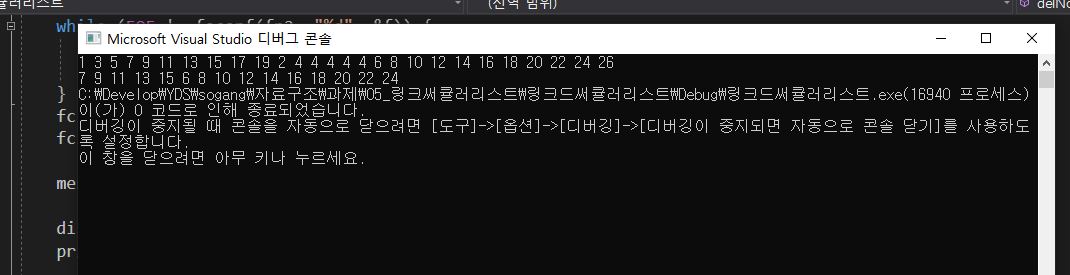 러리스트
(전역 범위)
delNo
while (EOF != fscanf(fp2, "%d", &f)) {
Microsoft Visual Studio 디버그 콘솔
1 3 5 7 9 11 13 15 17 19 2 4 4 4 4 4 6 8 10 12 14 16 18 20 22 24 26
7 9 11 13 15 6 8 10 12 14 16 18 20 22 24
C:\Develop\YDS\sogang\자료구조\과제\05_링크써큘러리스트\링크드써큘러리스트\Debug\링크드써큘러리스트.exe(16940 프로세스)
이(가) 0 코드로 인해 종료되었습니다.
디버깅이 중지될 때 콘솔을 자동으로 닫으려면 [도구]->[옵션]->[디버깅]->[디버깅이 중지되면 자동으로 콘솔 닫기]를 사용하도
록 설정합니다.
이 창을 닫으려면 아무 키나 누르세요.
}
fc
fc
me
di
pr